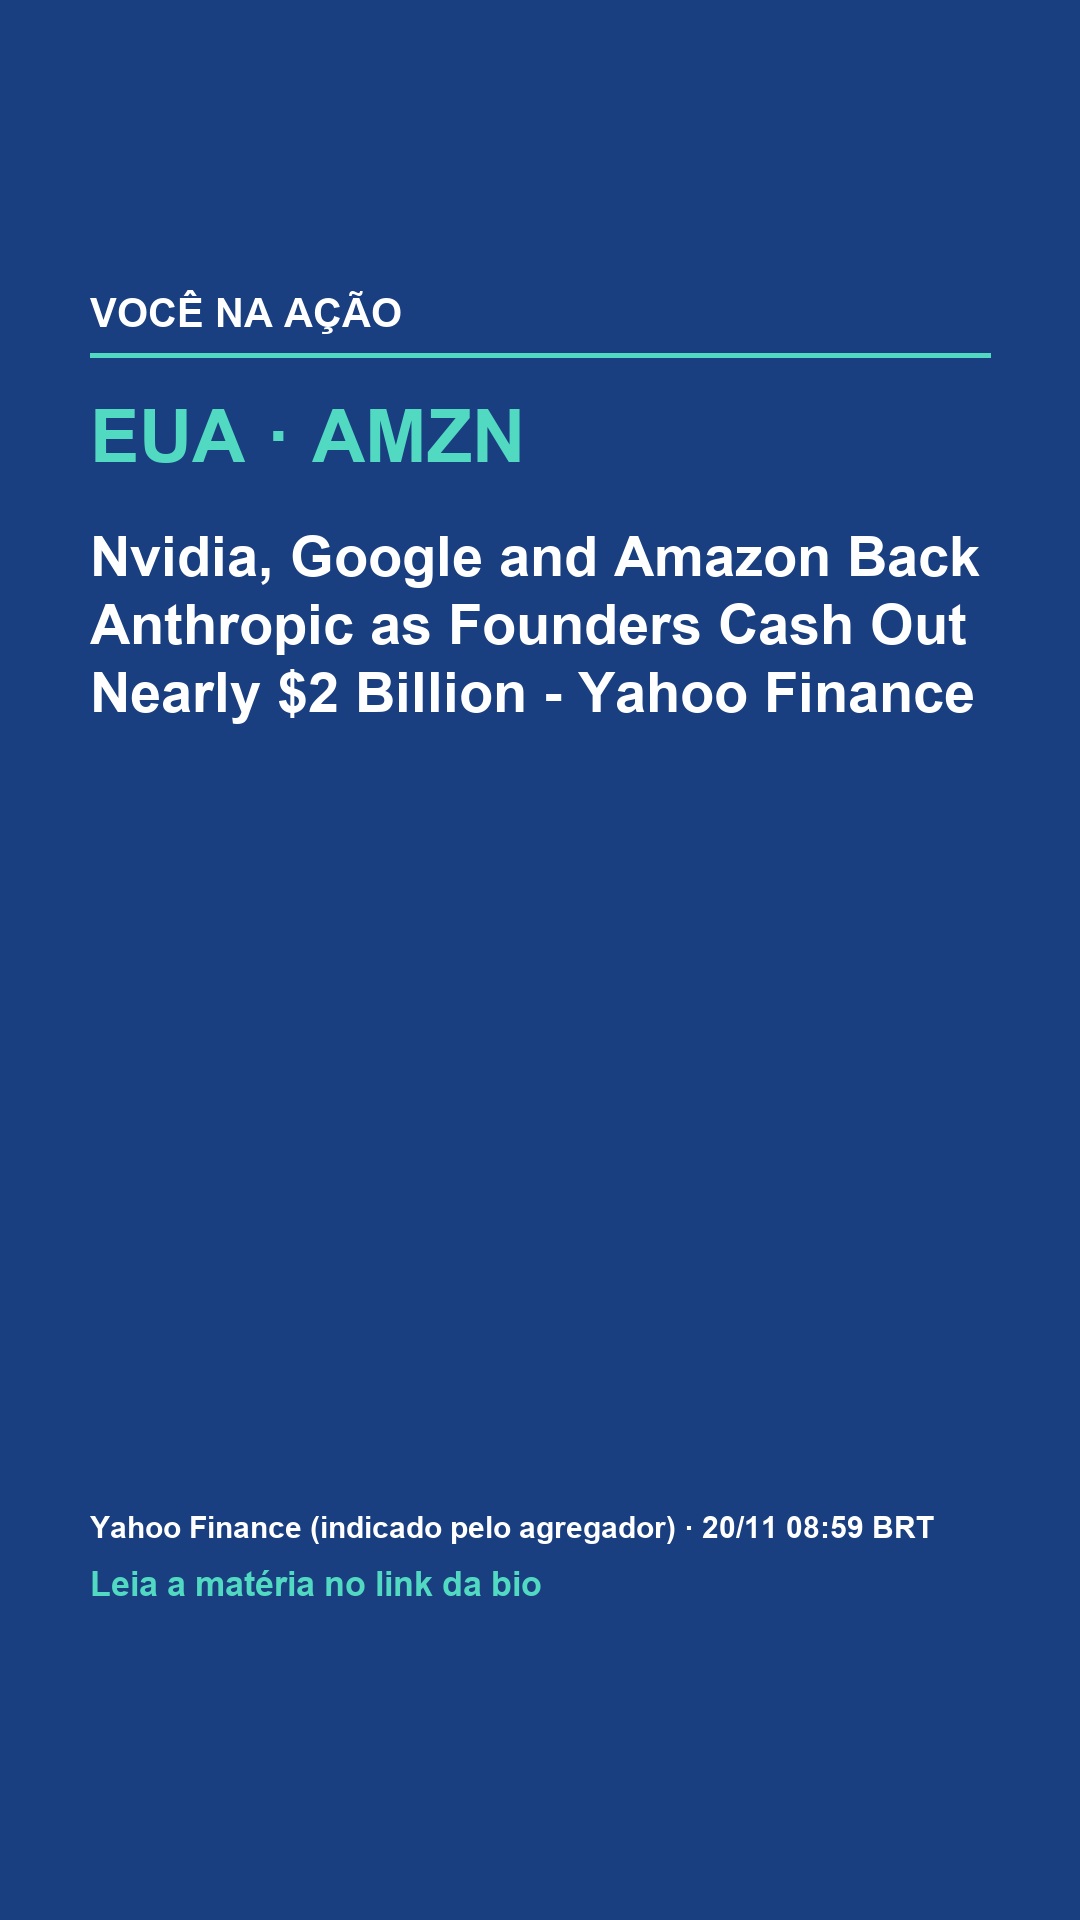 VOCÊ NA AÇÃO
EUA · AMZN
Nvidia, Google and Amazon Back
Anthropic as Founders Cash Out
Nearly $2 Billion - Yahoo Finance
Yahoo Finance (indicado pelo agregador) · 20/11 08:59 BRT
Leia a matéria no link da bio